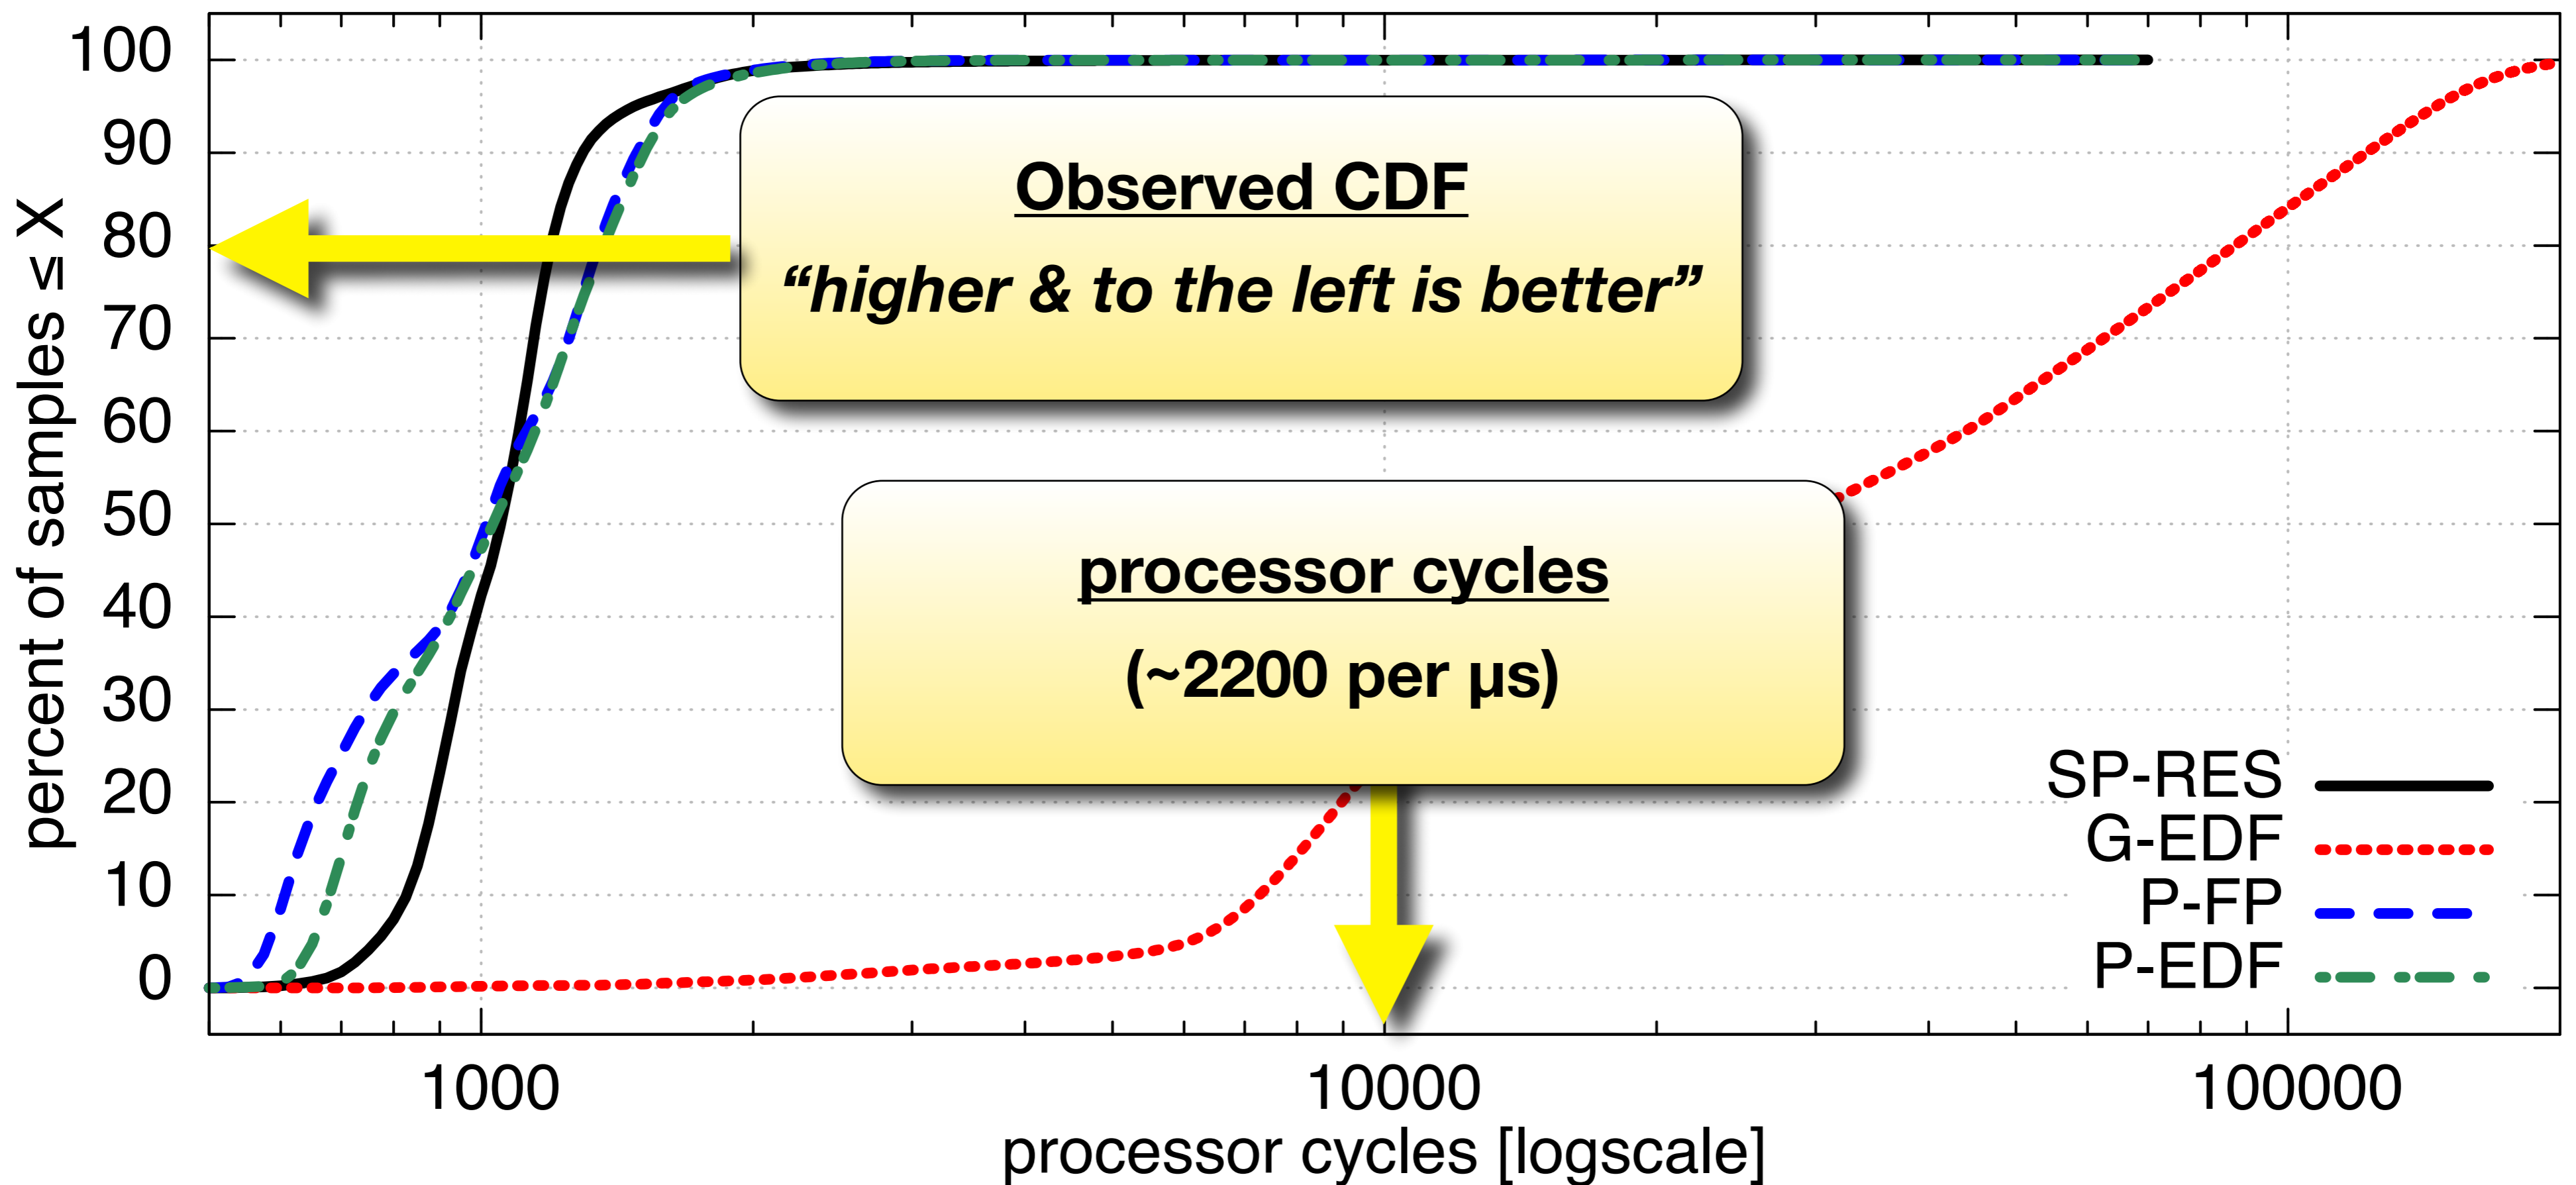 percent of samples ≤ X
100
90
80
70
60
50
40
30
20
10
0
Observed CDF
“higher & to the left is better”
processor cycles
(~2200 per µs)
SP-RES
G-EDF
P-FP
P-EDF
1000
10000
100000
processor cycles [logscale]